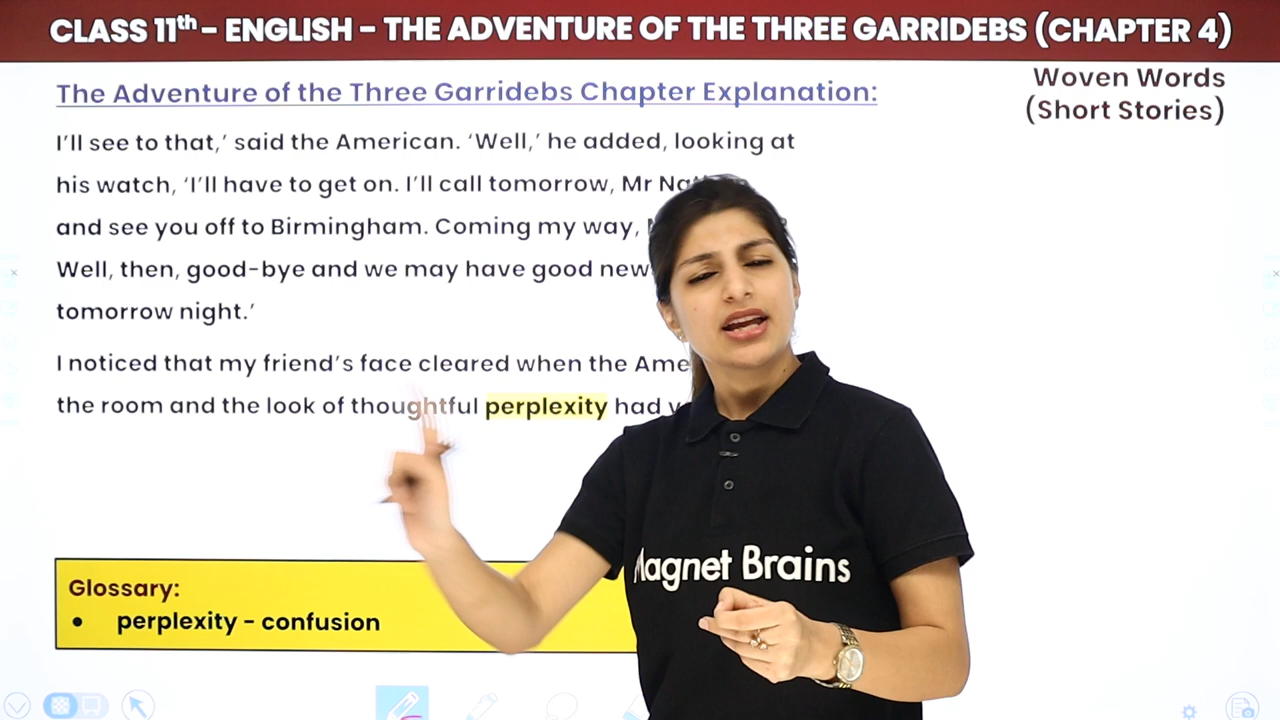 CLASS 11th – ENGLISH – THE ADVENTURE OF THE THREE GARRIDEBS (CHAPTER 4)
Woven Words
(Short Stories)
The Adventure of the Three Garridebs Chapter Explanation:
I’ll see to that,’ said the American. ‘Well,’ he added, looking at
his watch, ‘I’ll have to get on. I’ll call tomorrow, Mr
and see you off to Birmingham. Coming my way,
Well, then, good-bye and we may have good
tomorrow night.’
I noticed that my friend’s face cleared when the
the room and the look of thoughtful perplexity had
Glossary:
• perplexity – confusion
Magnet Brains